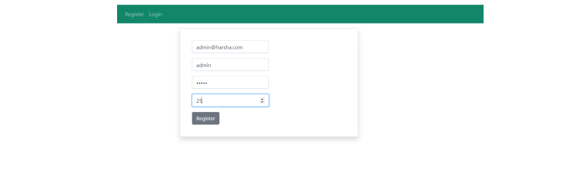 Register Login
admin@harsha.com
admin
•••••
25
Register